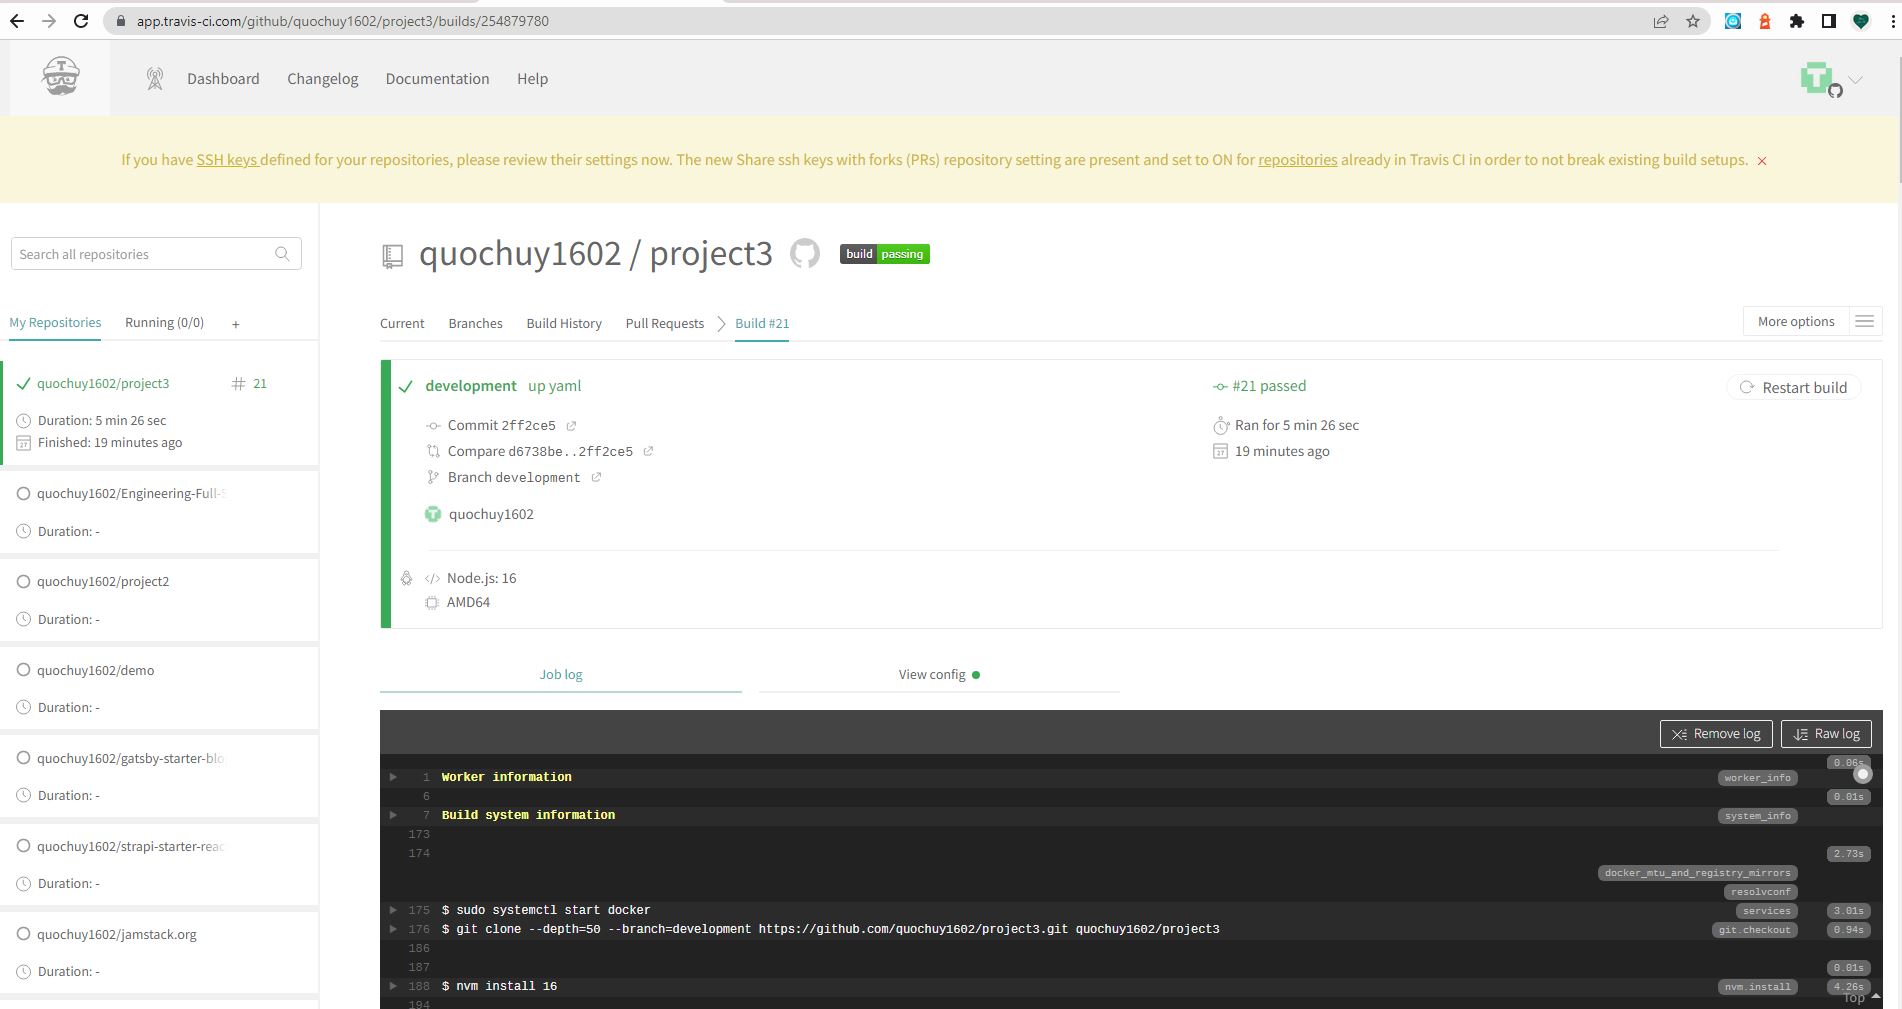 app.travis-ci.com/github/quochuy1602/project3/builds/254879780
T
Dashboard Changelog Documentation Help
If you have SSH keys defined for your repositories, please review their settings now. The new Share ssh keys with forks (PRs) repository setting are present and set to ON for repositories already in Travis CI in order to not break existing build setups. ×
Search all repositories
My Repositories Running (0/0) +
quochuy1602/project3 # 21
Duration: 5 min 26 sec
Finished: 19 minutes ago
quochuy1602/Engineering-Full-S
Duration: -
quochuy1602/project2
Duration: -
quochuy1602/demo
Duration: -
quochuy1602/gatsby-starter-blo
Duration: -
quochuy1602/strapi-starter-reac
Duration: -
quochuy1602/jamstack.org
Duration: -
quochuy1602 / project3 build passing
Current Branches Build History Pull Requests Build #21
More options
development up yaml
#21 passed
Restart build
Commit 2ff2ce5
Ran for 5 min 26 sec
Compare d6738be..2ff2ce5
19 minutes ago
Branch development
quochuy1602
</> Node.js: 16
AMD64
Job log View config
Remove log Raw log
0.06s
1 Worker information worker_info
6 0.01s
7 Build system information system_info
173
174 2.73s
docker_mtu_and_registry_mirrors
resolvconf
175 $ sudo systemctl start docker services 3.01s
176 $ git clone --depth=50 --branch=development https://github.com/quochuy1602/project3.git quochuy1602/project3 git.checkout 0.94s
186
187 0.01s
188 $ nvm install 16 nvm.install 4.26s
194 Top